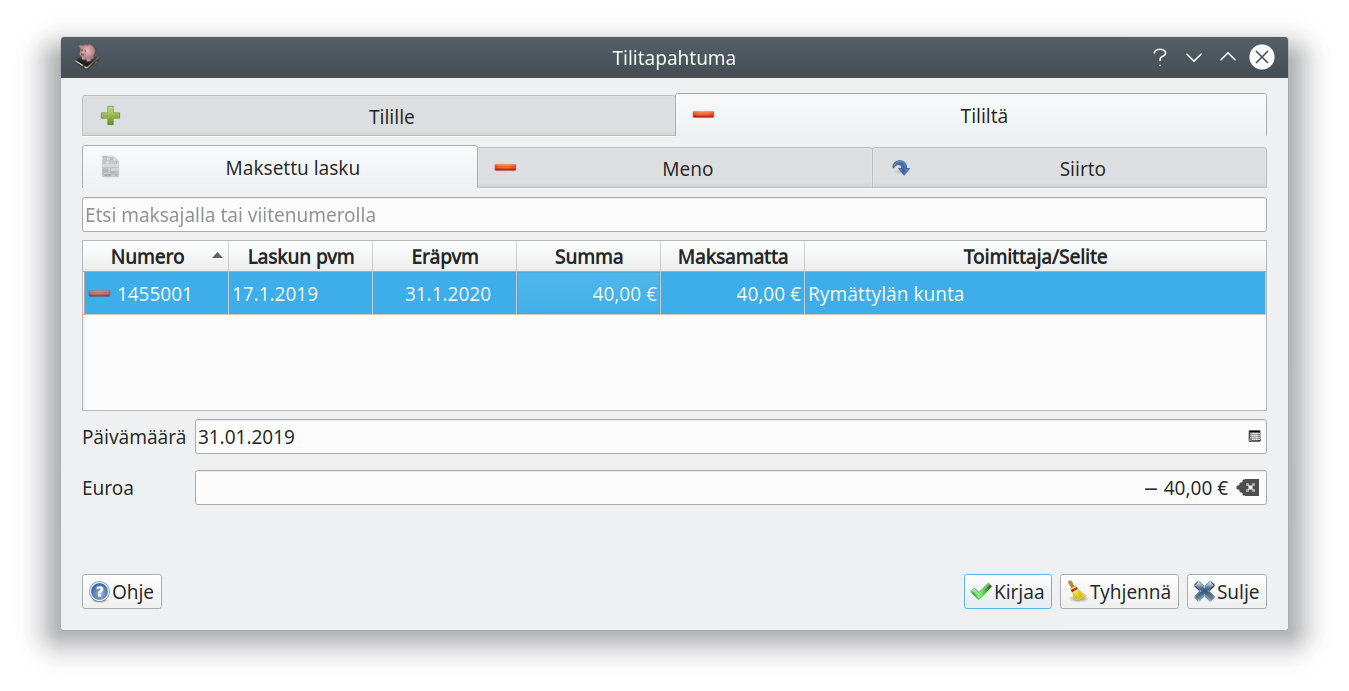 Tilitapahtuma
Tilille Tililtä
Maksettu lasku Meno Siirto
Etsi maksajalla tai viitenumerolla
Numero Laskun pvm Eräpvm Summa Maksamatta Toimittaja/Selite
1455001 17.1.2019 31.1.2020 40,00 € 40,00 € Rymättylän kunta
Päivämäärä 31.01.2019
Euroa − 40,00 €
Ohje Kirjaa Tyhjennä Sulje